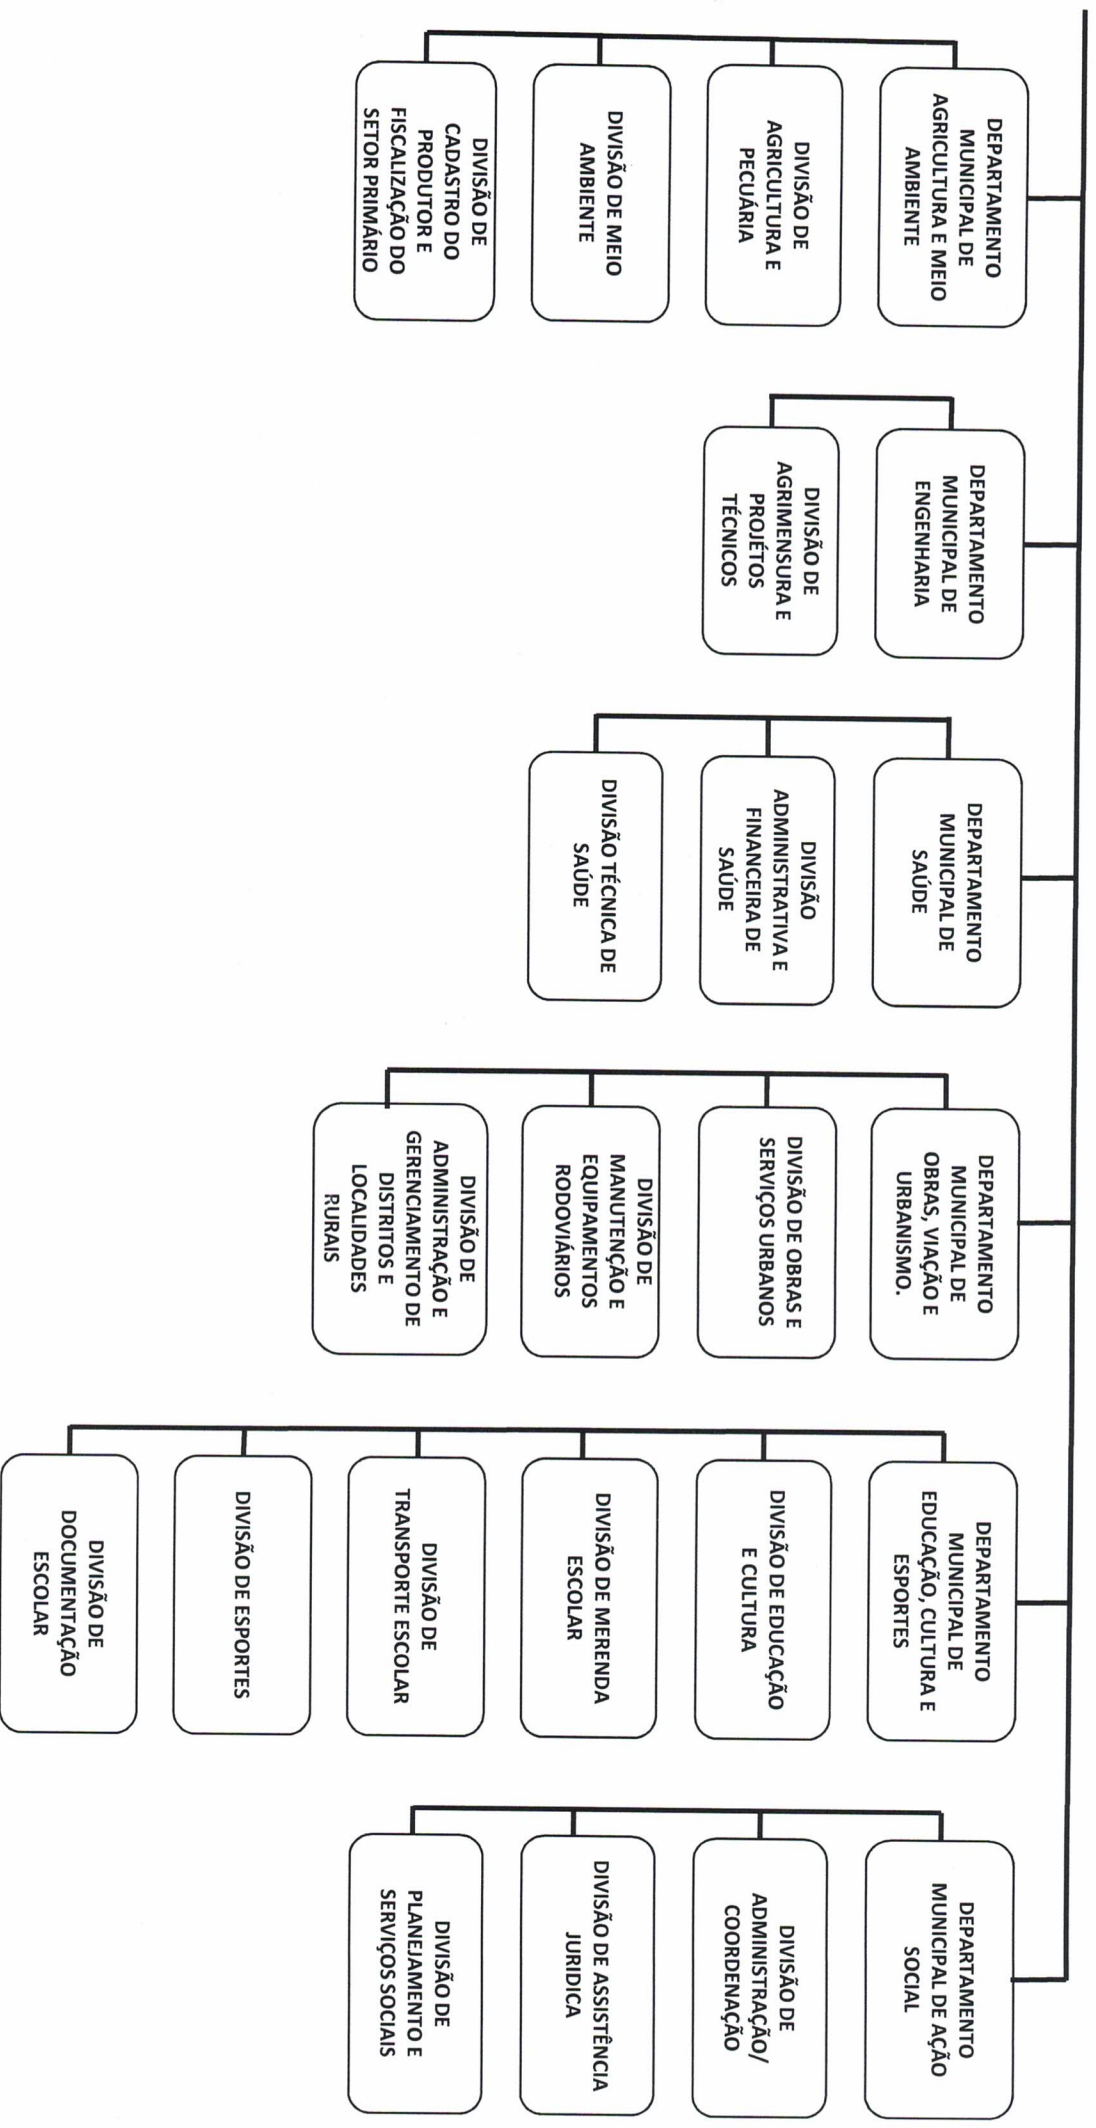 DEPARTAMENTO
MUNICIPAL DE
AGRICULTURA E MEIO
AMBIENTE
DIVISÃO DE
AGRICULTURA E
PECUÁRIA
DIVISÃO DE MEIO
AMBIENTE
DIVISÃO DE
CADASTRO DO
PRODUTOR E
FISCALIZAÇÃO DO
SETOR PRIMÁRIO
DEPARTAMENTO
MUNICIPAL DE
ENGENHARIA
DIVISÃO DE
AGRIMENSURA E
PROJÉTOS
TÉCNICOS
DEPARTAMENTO
MUNICIPAL DE
SAÚDE
DIVISÃO
ADMINISTRATIVA E
FINANCEIRA DE
SAÚDE
DIVISÃO TÉCNICA DE
SAÚDE
DEPARTAMENTO
MUNICIPAL DE
OBRAS, VIAÇÃO E
URBANISMO.
DIVISÃO DE OBRAS E
SERVIÇOS URBANOS
DIVISÃO DE
MANUTENÇÃO E
EQUIPAMENTOS
RODOVIÁRIOS
DIVISÃO DE
ADMINISTRAÇÃO E
GERENCIAMENTO DE
DISTRITOS E
LOCALIDADES
RURAIS
DEPARTAMENTO
MUNICIPAL DE
EDUCAÇÃO, CULTURA E
ESPORTES
DIVISÃO DE EDUCAÇÃO
E CULTURA
DIVISÃO DE MERENDA
ESCOLAR
DIVISÃO DE
TRANSPORTE ESCOLAR
DIVISÃO DE ESPORTES
DIVISÃO DE
DOCUMENTAÇÃO
ESCOLAR
DEPARTAMENTO
MUNICIPAL DE AÇÃO
SOCIAL
DIVISÃO DE
ADMINISTRAÇÃO/
COORDENAÇÃO
DIVISÃO DE ASSISTÊNCIA
JURIDICA
DIVISÃO DE
PLANEJAMENTO E
SERVIÇOS SOCIAIS